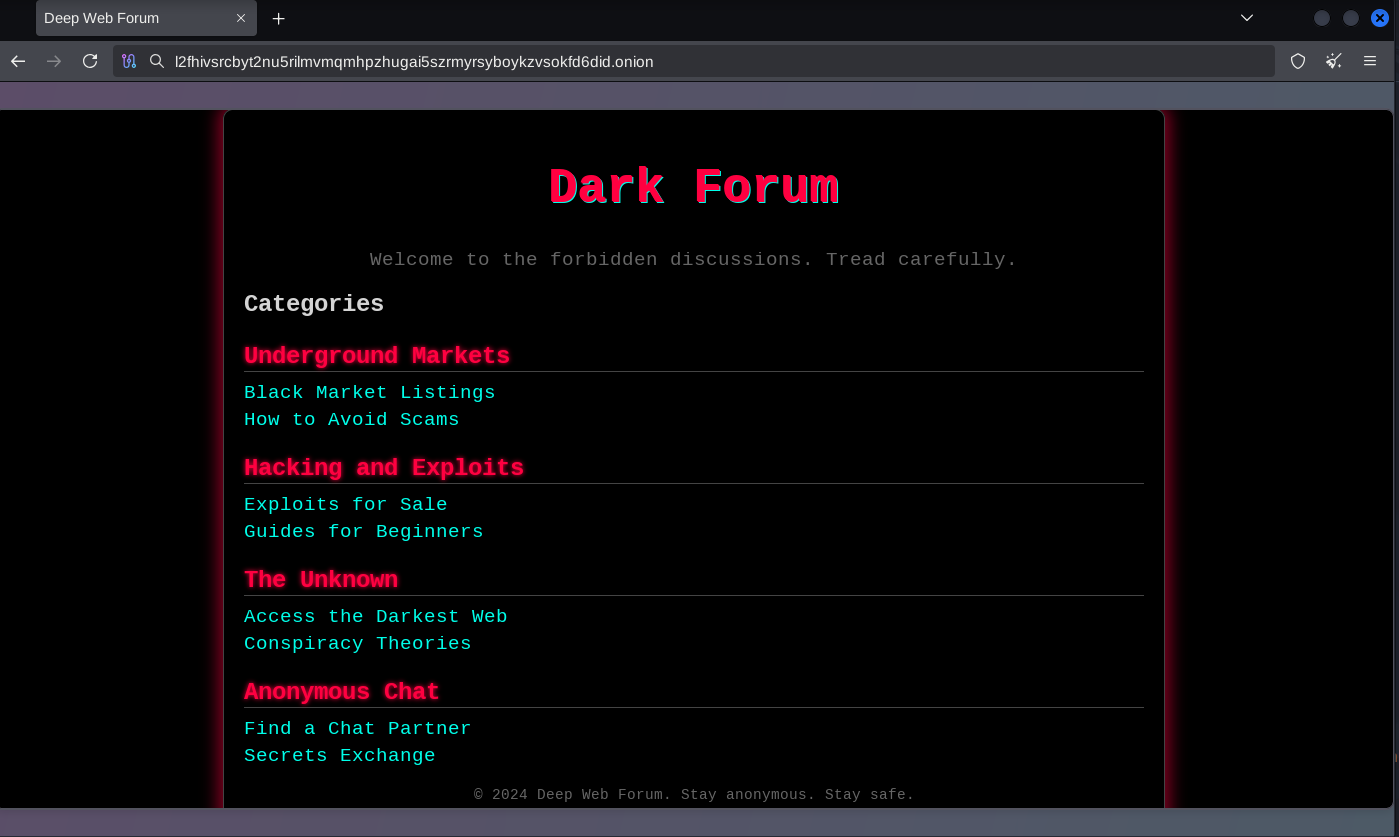 Deep Web Forum
l2fhivsrcbyt2nu5rilmvmqmhpzhugai5szrmyrsyboykzvsokfd6did.onion
Dark Forum
Welcome to the forbidden discussions. Tread carefully.
Categories
Underground Markets
Black Market Listings
How to Avoid Scams
Hacking and Exploits
Exploits for Sale
Guides for Beginners
The Unknown
Access the Darkest Web
Conspiracy Theories
Anonymous Chat
Find a Chat Partner
Secrets Exchange
© 2024 Deep Web Forum. Stay anonymous. Stay safe.